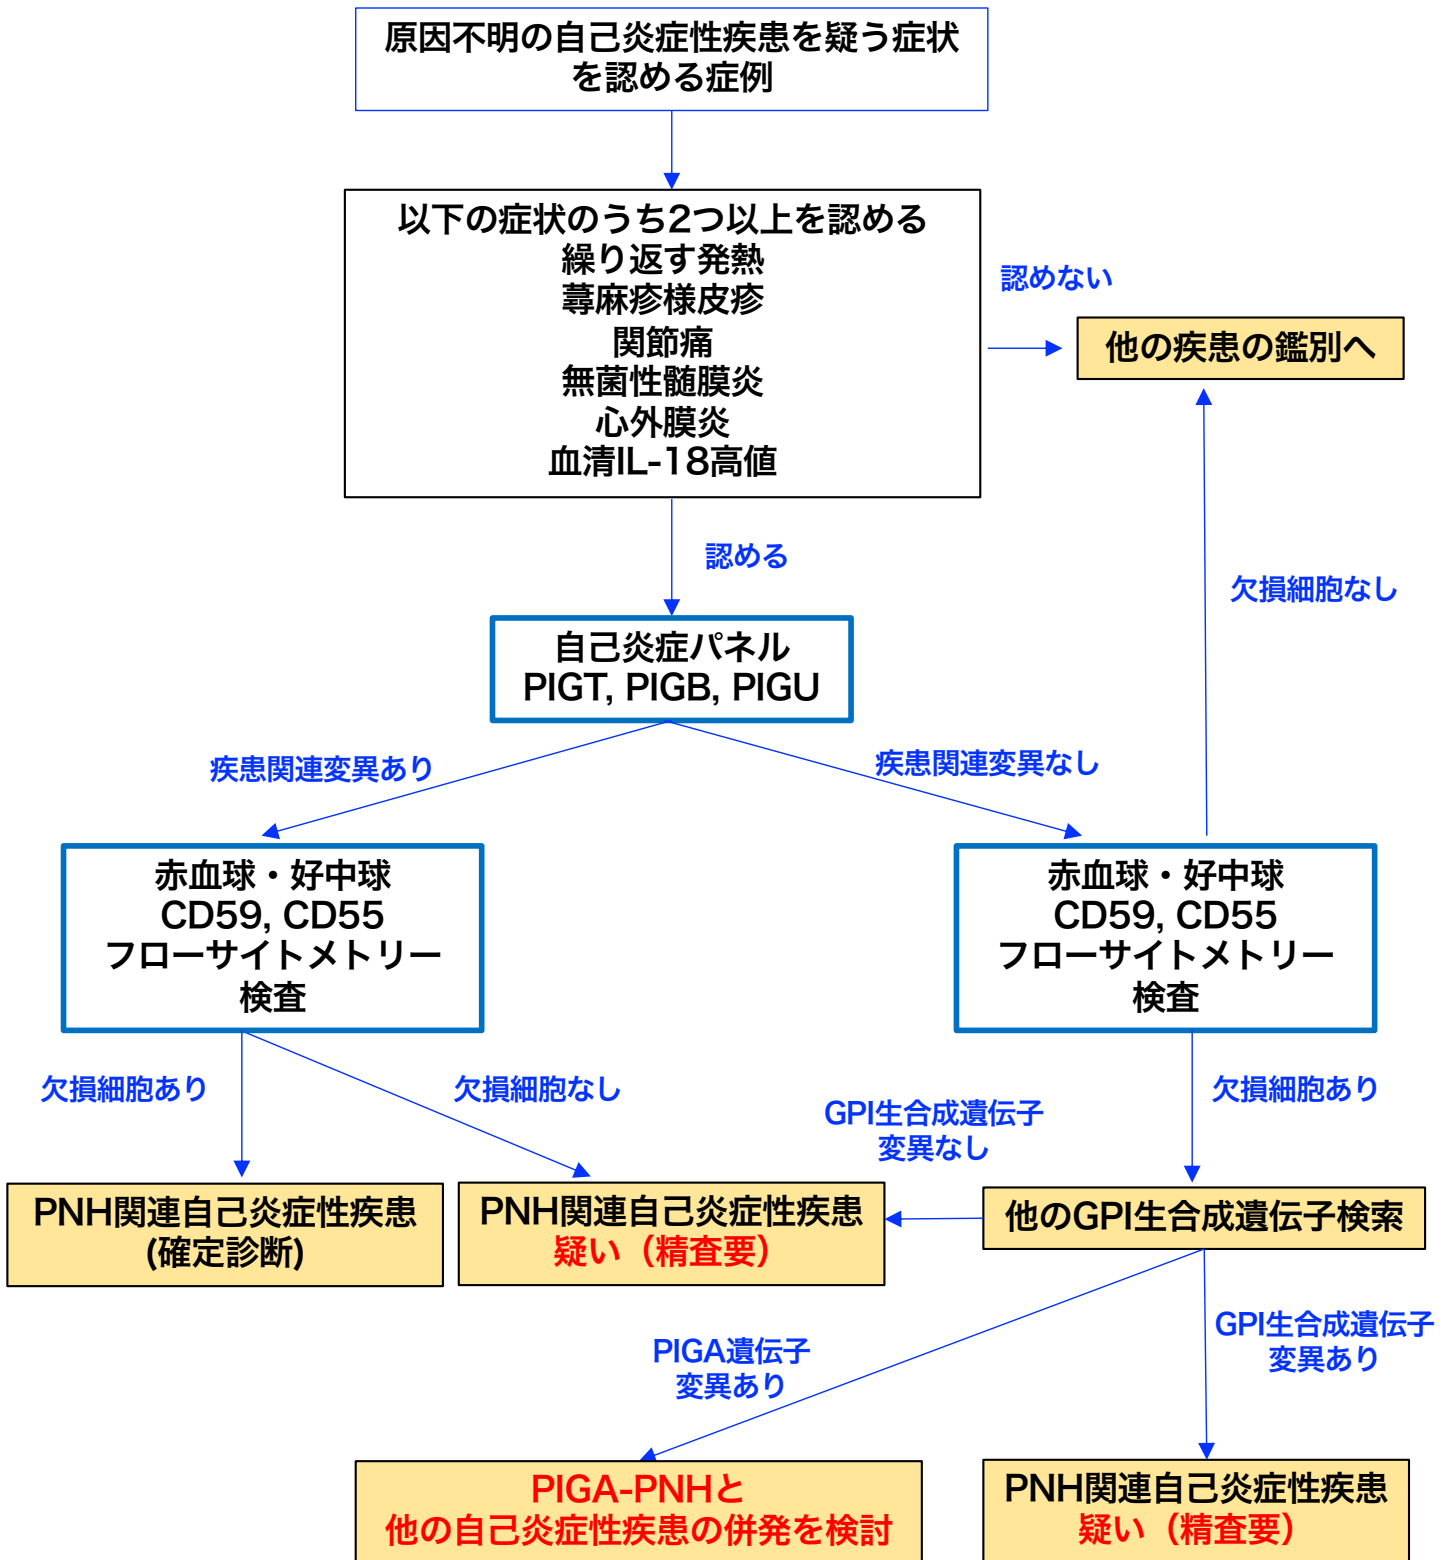 原因不明の自己炎症性疾患を疑う症状
を認める症例
以下の症状のうち2つ以上を認める
繰り返す発熱
蕁麻疹様皮疹
関節痛
無菌性髄膜炎
心外膜炎
血清IL-18高値
認めない
他の疾患の鑑別へ
認める
欠損細胞なし
自己炎症パネル
PIGT, PIGB, PIGU
疾患関連変異あり
疾患関連変異なし
赤血球・好中球
CD59, CD55
フローサイトメトリー
検査
赤血球・好中球
CD59, CD55
フローサイトメトリー
検査
欠損細胞あり
欠損細胞なし
GPI生合成遺伝子
変異なし
欠損細胞あり
PNH関連自己炎症性疾患
(確定診断)
PNH関連自己炎症性疾患
疑い（精査要）
他のGPI生合成遺伝子検索
PIGA遺伝子
変異あり
GPI生合成遺伝子
変異あり
PIGA-PNHと
他の自己炎症性疾患の併発を検討
PNH関連自己炎症性疾患
疑い（精査要）